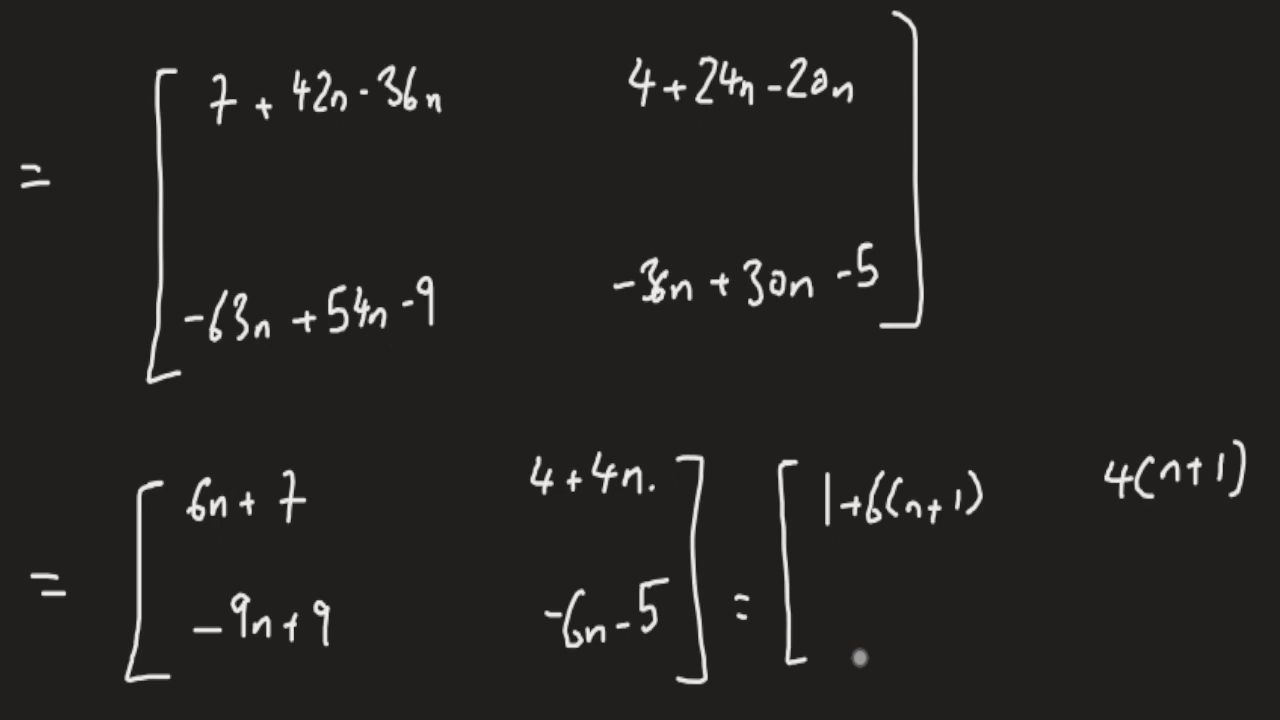 7 + 42n - 36n 4 + 24n - 20n
=
-63n + 54n - 9 -36n + 30n - 5
6n + 7 4 + 4n. 1+6(n+1) 4(n+1)
= =
-9n + 9 -6n - 5